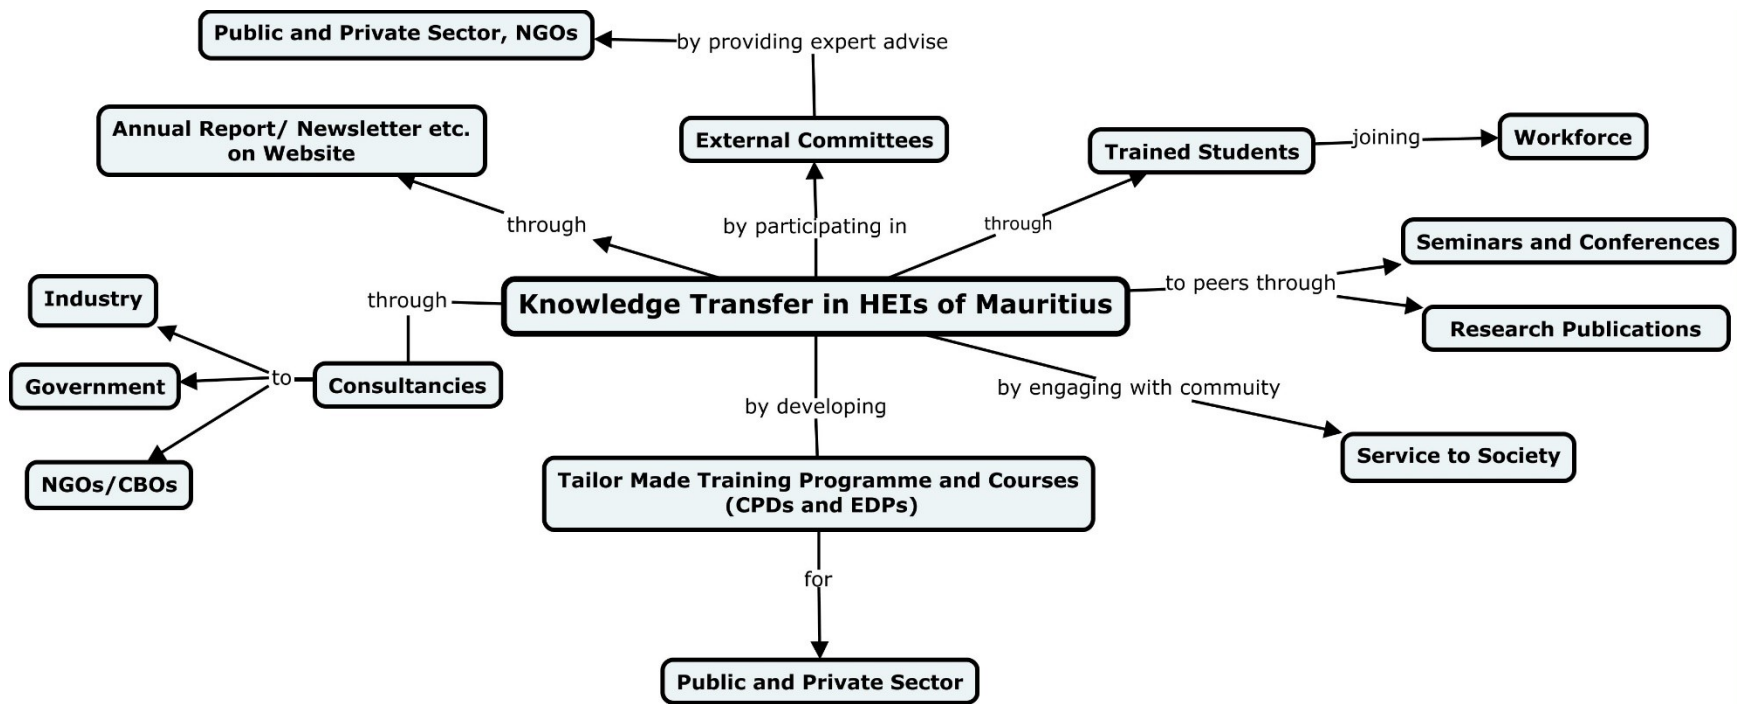 Public and Private Sector, NGOs
by providing expert advise
Annual Report/ Newsletter etc.
on Website
External Committees
Trained Students
joining
Workforce
through
by participating in
through
Seminars and Conferences
to peers through
Research Publications
Knowledge Transfer in HEIs of Mauritius
through
Industry
Government
to
Consultancies
NGOs/CBOs
by engaging with commuity
Service to Society
by developing
Tailor Made Training Programme and Courses
(CPDs and EDPs)
for
Public and Private Sector